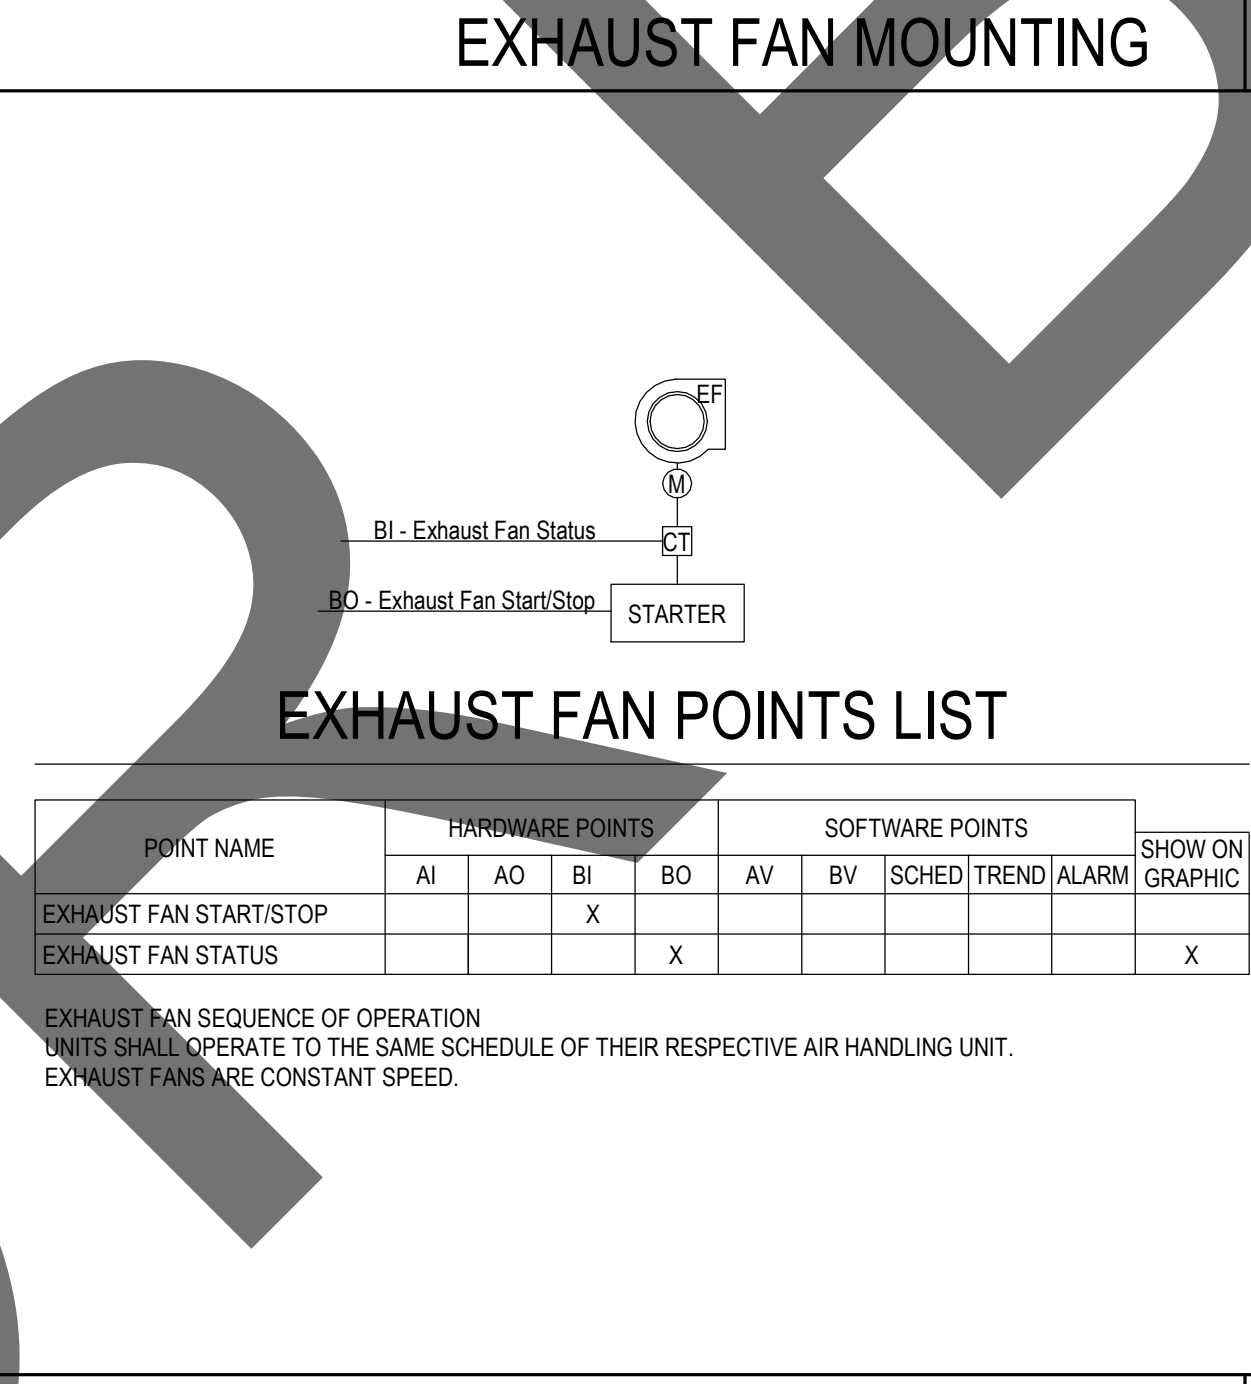 EXHAUST FAN MOUNTING
EF
M
BI - Exhaust Fan Status
CT
BO - Exhaust Fan Start/Stop
STARTER
EXHAUST FAN POINTS LIST
POINT NAME HARDWARE POINTS SOFTWARE POINTS SHOW ON
AI AO BI BO AV BV SCHED TREND ALARM GRAPHIC
EXHAUST FAN START/STOP X
EXHAUST FAN STATUS X X
EXHAUST FAN SEQUENCE OF OPERATION
UNITS SHALL OPERATE TO THE SAME SCHEDULE OF THEIR RESPECTIVE AIR HANDLING UNIT.
EXHAUST FANS ARE CONSTANT SPEED.